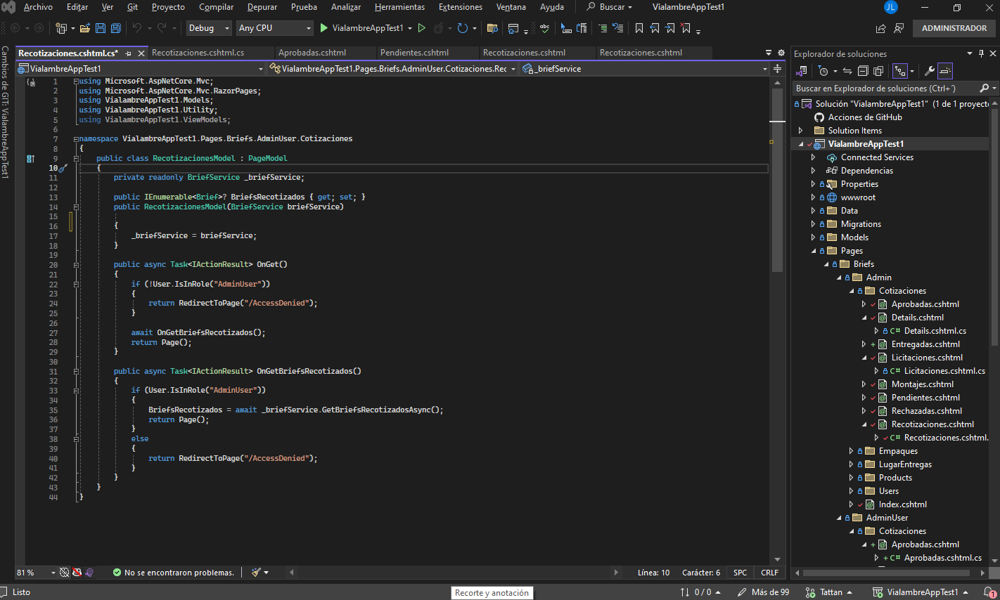 Archivo Editar Ver Git Proyecto Compilar Depurar Prueba Analizar Herramientas Extensiones Ventana Ayuda Buscar VialambreAppTest1 JL
Debug Any CPU VialambreAppTest1 abc ADMINISTRADOR
Cambios de GIT: VialambreAppTest1
Recotizaciones.cshtml.cs* Recotizaciones.cshtml.cs Aprobadas.cshtml Pendientes.cshtml Recotizaciones.cshtml Recotizaciones.cshtml
VialambreAppTest1 VialambreAppTest1.Pages.Briefs.AdminUser.Cotizaciones.Rec _briefService
1 using Microsoft.AspNetCore.Mvc;
2 using Microsoft.AspNetCore.Mvc.RazorPages;
3 using VialambreAppTest1.Models;
4 using VialambreAppTest1.Utility;
5 using VialambreAppTest1.ViewModels;
6
7 namespace VialambreAppTest1.Pages.Briefs.AdminUser.Cotizaciones
8 {
9 public class RecotizacionesModel : PageModel
10 {
11 private readonly BriefService _briefService;
12
13 public IEnumerable<Brief>? BriefsRecotizados { get; set; }
14 public RecotizacionesModel(BriefService briefService)
15
16 {
17 _briefService = briefService;
18 }
19
20 public async Task<IActionResult> OnGet()
21 {
22 if (!User.IsInRole("AdminUser"))
23 {
24 return RedirectToPage("/AccessDenied");
25 }
26
27 await OnGetBriefsRecotizados();
28 return Page();
29 }
30
31 public async Task<IActionResult> OnGetBriefsRecotizados()
32 {
33 if (User.IsInRole("AdminUser"))
34 {
35 BriefsRecotizados = await _briefService.GetBriefsRecotizadosAsync();
36 return Page();
37 }
38 else
39 {
40 return RedirectToPage("/AccessDenied");
41 }
42 }
43 }
44 }
81 % No se encontraron problemas. Línea: 10 Carácter: 6 SPC CRLF
Explorador de soluciones
Buscar en Explorador de soluciones (Ctrl+´)
Solución "VialambreAppTest1" (1 de 1 proyecto
Acciones de GitHub
Solution Items
VialambreAppTest1
Connected Services
Dependencias
Properties
wwwroot
Data
Migrations
Models
Pages
Briefs
Admin
Cotizaciones
Aprobadas.cshtml
Details.cshtml
C# Details.cshtml.cs
Entregadas.cshtml
Licitaciones.cshtml
C# Licitaciones.cshtml.cs
Montajes.cshtml
Pendientes.cshtml
Rechazadas.cshtml
Recotizaciones.cshtml
C# Recotizaciones.cshtml.
Empaques
LugarEntregas
Products
Users
Index.cshtml
AdminUser
Cotizaciones
Aprobadas.cshtml
C# Aprobadas.cshtml.cs
Listo Recorte y anotación 0 / 0 Más de 99 Tattan VialambreAppTest1 1